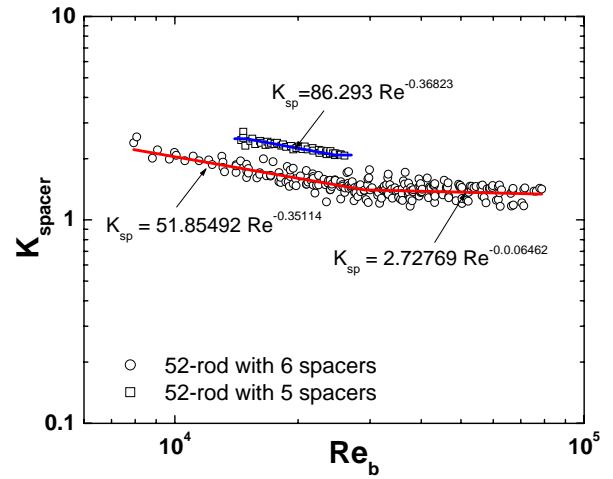 10
K_sp=86.293 Re^-0.36823
K_spacer
1
K_sp = 51.85492 Re^-0.35114
K_sp = 2.72769 Re^-0.0.06462
52-rod with 6 spacers
52-rod with 5 spacers
0.1
10^4
Re_b
10^5